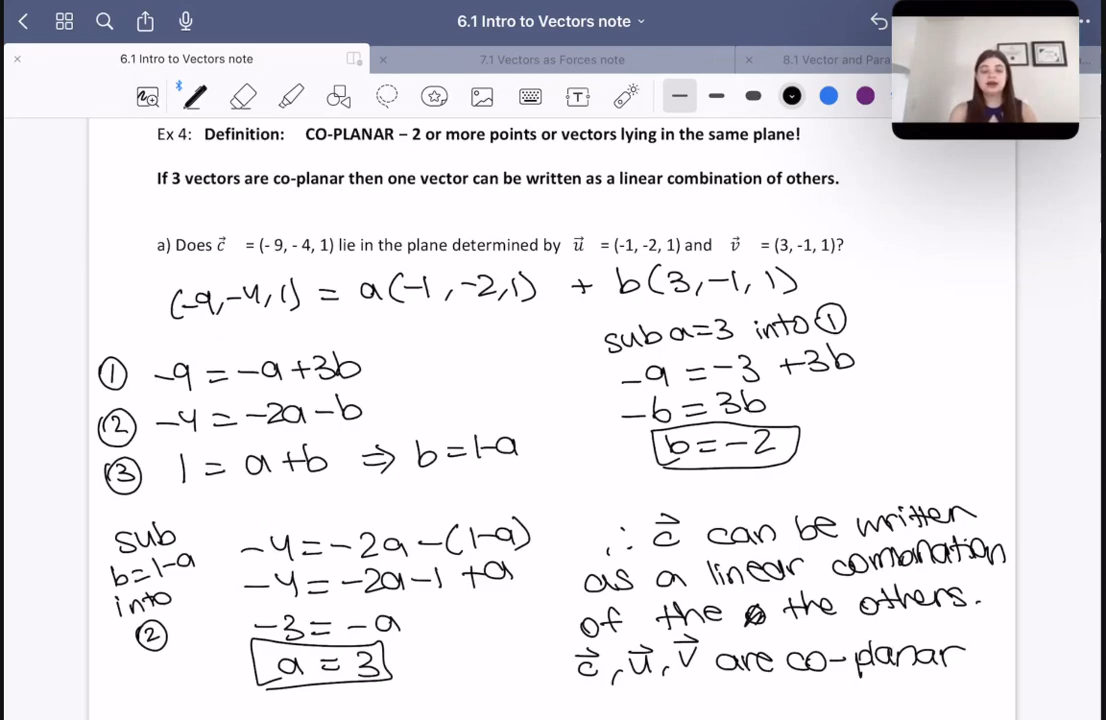 6.1 Intro to Vectors note
6.1 Intro to Vectors note
7.1 Vectors as Forces note
8.1 Vector and Para
Ex 4: Definition: CO-PLANAR – 2 or more points or vectors lying in the same plane!
If 3 vectors are co-planar then one vector can be written as a linear combination of others.
a) Does c⃗ = (- 9, - 4, 1) lie in the plane determined by u⃗ = (-1, -2, 1) and v⃗ = (3, -1, 1)?
(-9,-4,1) = a(-1,-2,1) + b(3,-1,1)
① -9 = -a+3b
② -4 = -2a-b
③ 1 = a+b ⇒ b=1-a
sub
b=1-a
into
②
-4 = -2a-(1-a)
-4 = -2a-1 +a
-3 = -a
a = 3
sub a=3 into ①
-9 = -3 +3b
-6 = 3b
b = -2
∴ c⃗ can be written
as a linear combonation
of the the others.
c⃗, u⃗, v⃗ are co-planar